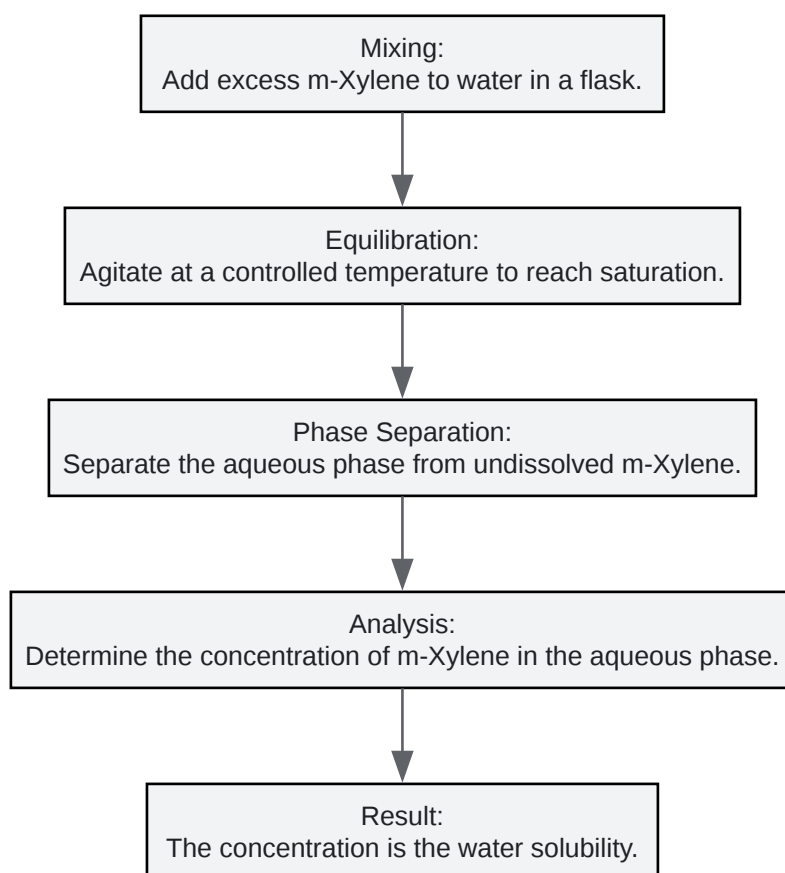 Mixing:
Add excess m-Xylene to water in a flask.
Equilibration:
Agitate at a controlled temperature to reach saturation.
Phase Separation:
Separate the aqueous phase from undissolved m-Xylene.
Analysis:
Determine the concentration of m-Xylene in the aqueous phase.
Result:
The concentration is the water solubility.